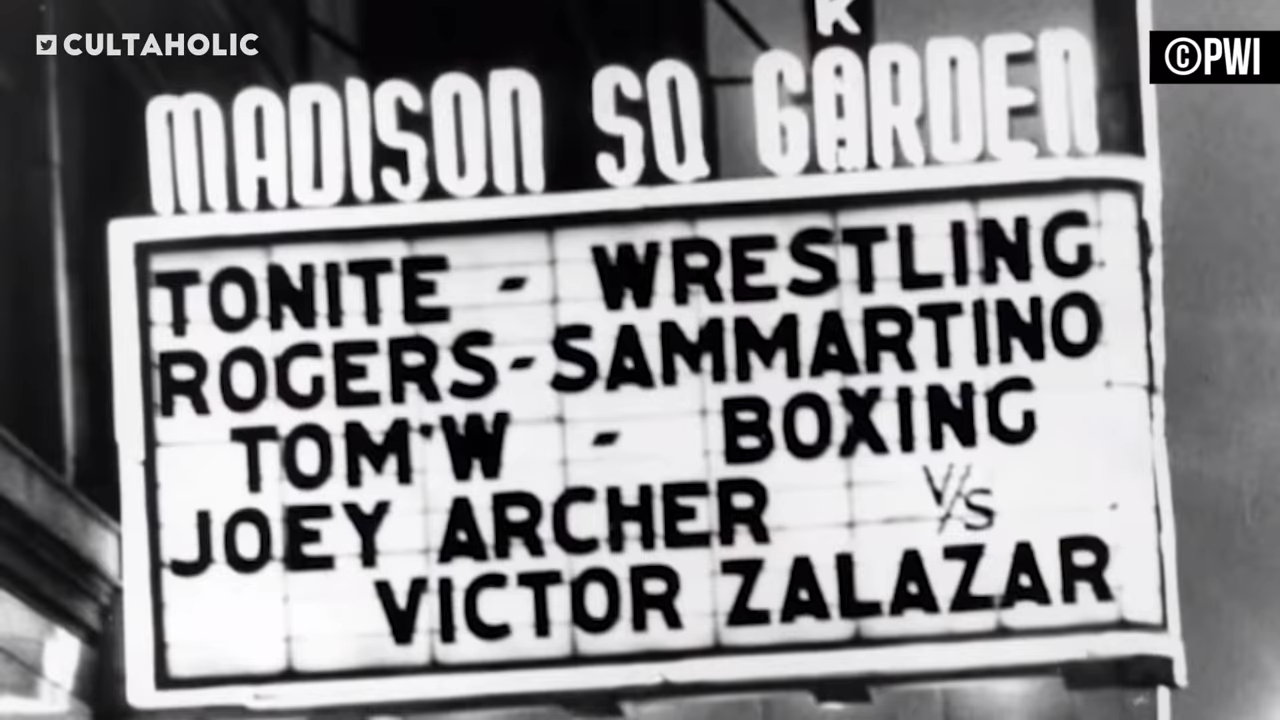 CULTAHOLIC
©PWI
K
MADISON SQ GARDEN
TONITE - WRESTLING
ROGERS-SAMMARTINO
TOM'W - BOXING
JOEY ARCHER V/S
VICTOR ZALAZAR